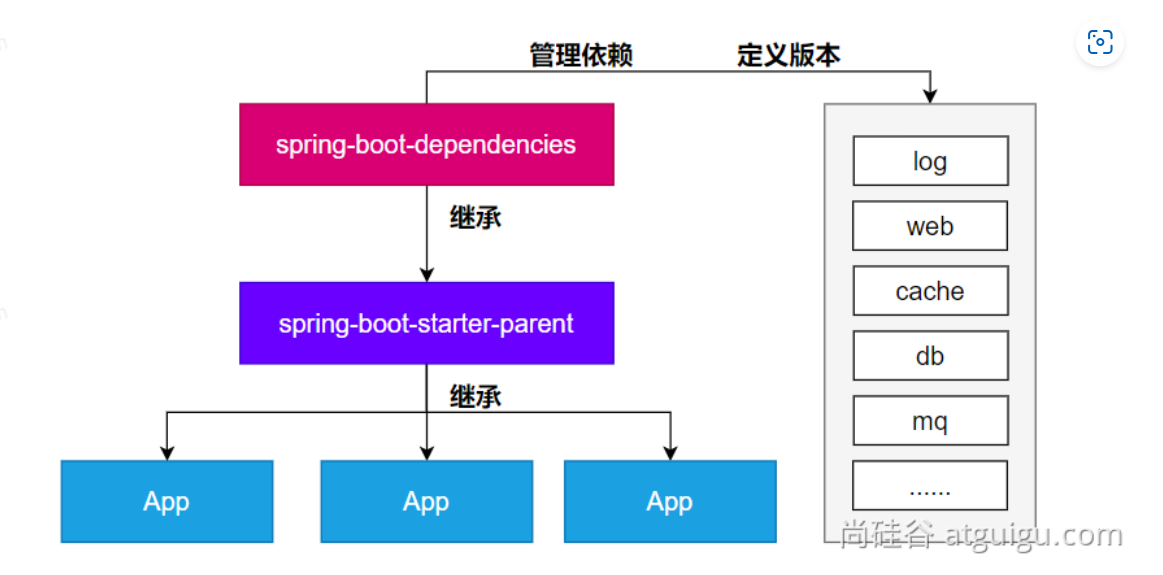 管理依赖 定义版本
spring-boot-dependencies
继承
spring-boot-starter-parent
继承
App App App
log
web
cache
db
mq
......
尚硅谷 atguigu.com